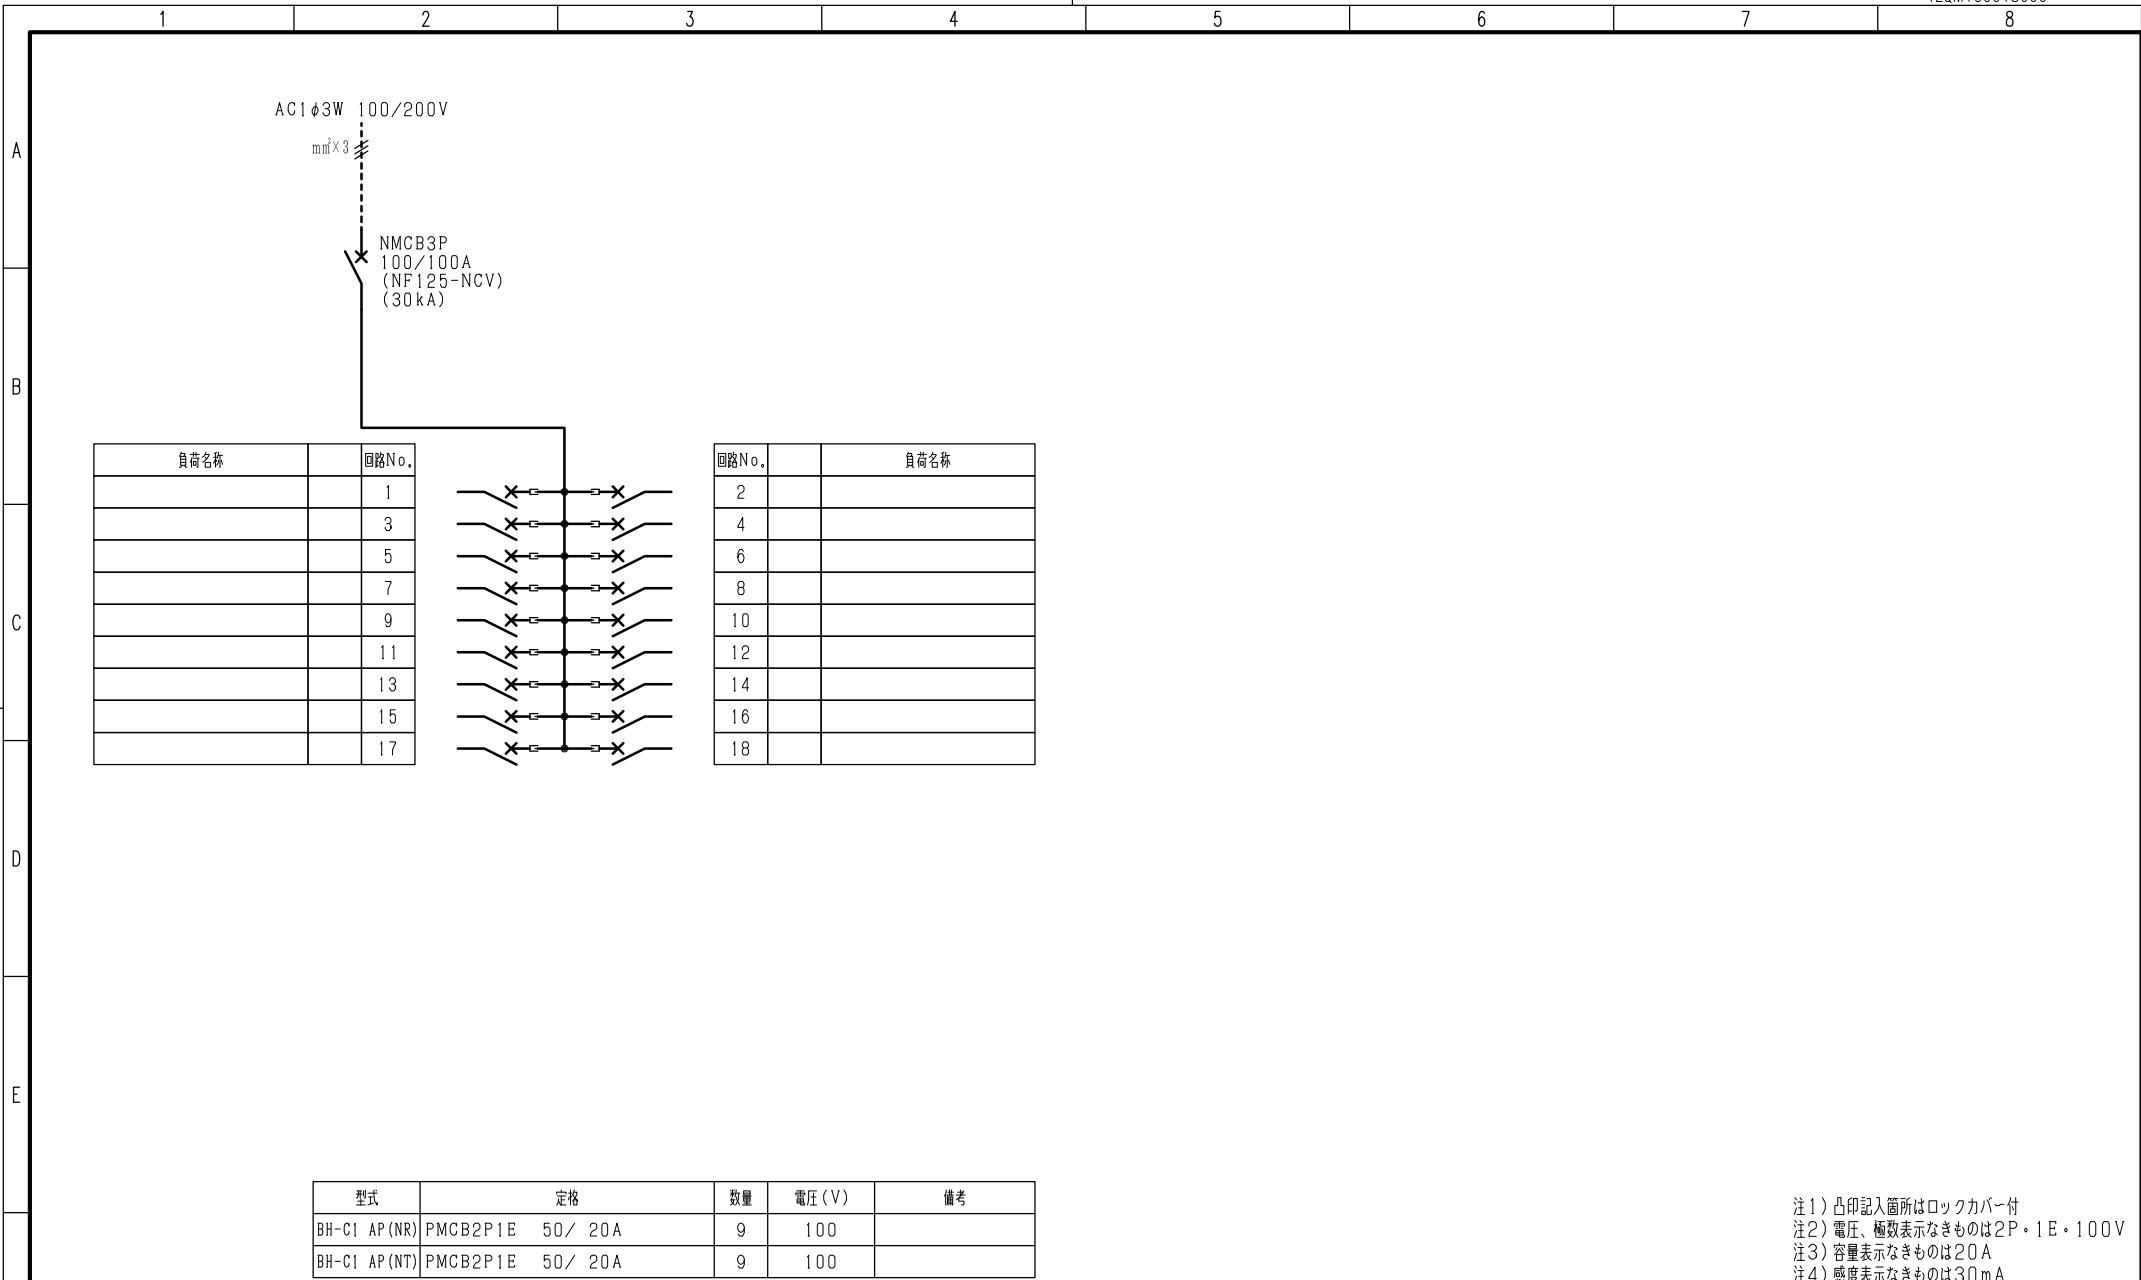 1 2 3 4 5 6 7 8
A
B
C
D
E
AC1φ3W 100/200V
mm²×3
NMCB3P
100/100A
(NF125-NCV)
(30kA)
負荷名称 回路No. 回路No. 負荷名称
1 2
3 4
5 6
7 8
9 10
11 12
13 14
15 16
17 18
型式 定格 数量 電圧(V) 備考
BH-C1 AP(NR) PMCB2P1E 50/ 20A 9 100
BH-C1 AP(NT) PMCB2P1E 50/ 20A 9 100
注1)凸印記入箇所はロックカバー付
注2)電圧、極数表示なきものは2P・1E・100V
注3)容量表示なきものは20A
注4)感度表示なきものは30mA